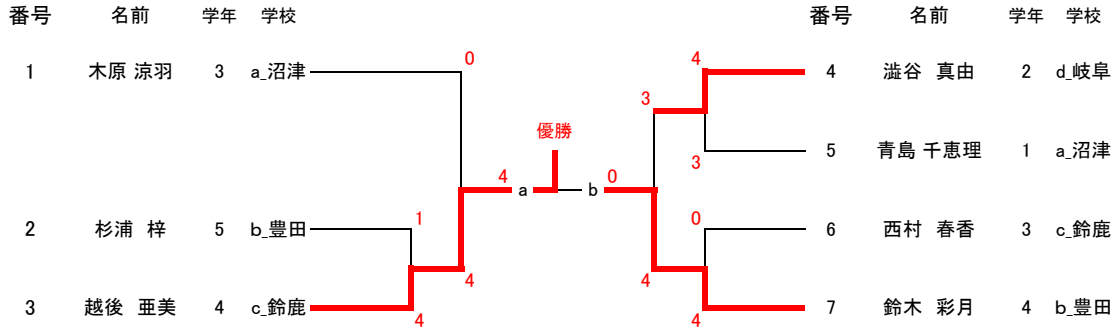 番号 名前 学年 学校
1 木原 涼羽 3 a_沼津
0
2 杉浦 梓 5 b_豊田
1
3 越後 亜美 4 c_鈴鹿
4
4
4 a
優勝
b 0
番号 名前 学年 学校
4
4 澁谷 真由 2 d_岐阜
3
5 青島 千恵理 1 a_沼津
3
0
6 西村 春香 3 c_鈴鹿
4
7 鈴木 彩月 4 b_豊田
4